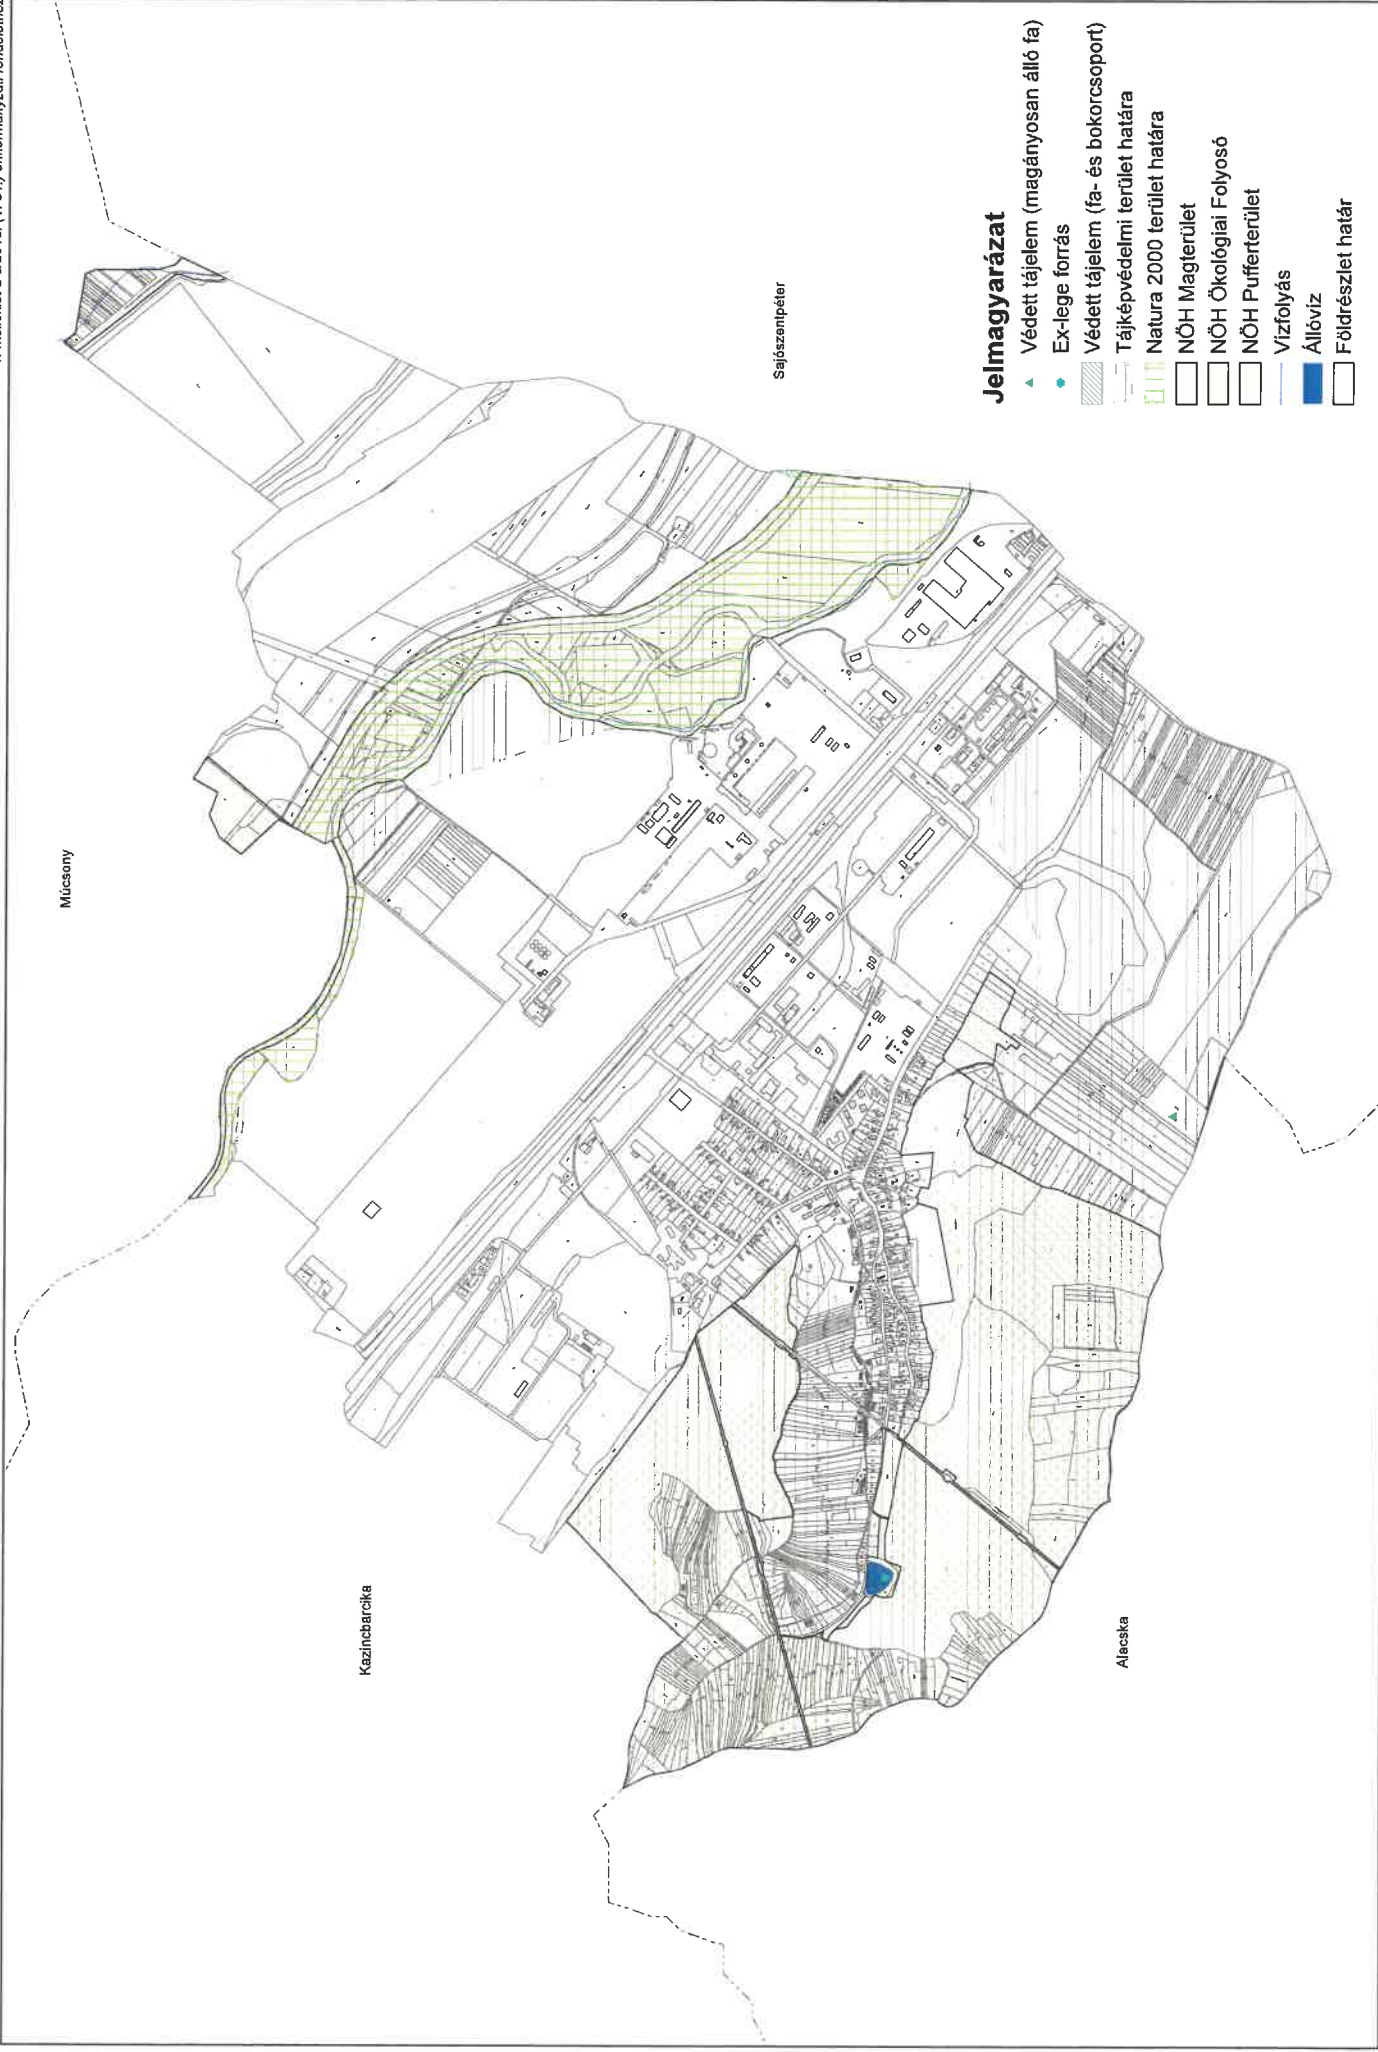 Múcsony
Kazincbarcika
Sajószentpéter
Alacska
Jelmagyarázat
Védett tájelem (magányosan álló fa)
Ex-lege forrás
Védett tájelem (fa- és bokorcsoport)
Tájképvédelmi terület határa
Natura 2000 terület határa
NÖH Magterület
NÖH Ökológiai Folyosó
NÖH Pufferterület
Vízfolyás
Állóvíz
Földrészlet határ